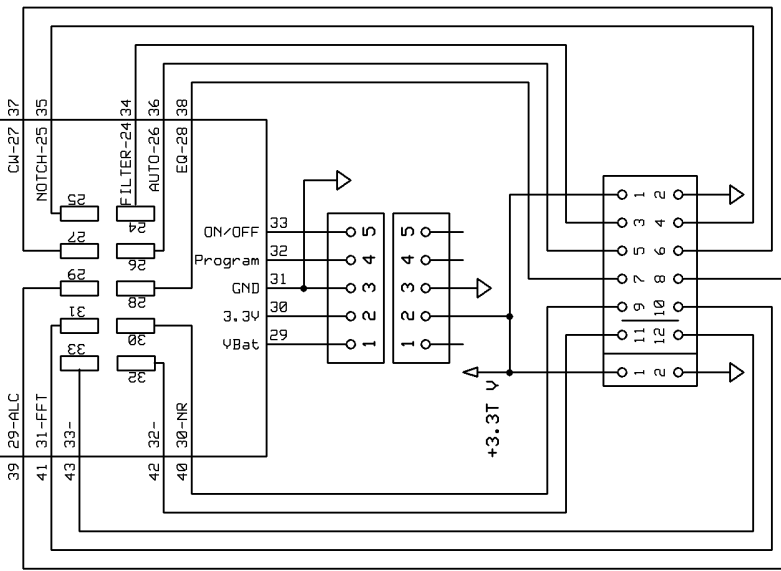 CW-27 37
NOTCH-25 35
FILTER-24 34
AUTO-26 36
EQ-28 38
25
24
27
26
29
28
31
30
33
32
ON/OFF 33
Program 32
GND 31
3.3V 30
VBat 29
5
4
3
2
1
5
4
3
2
1
1 2
3 4
5 6
7 8
9 10
11 12
1 2
+3.3T V
39 29-ALC
41 31-FFT
43 33-
42 32-
40 30-NR